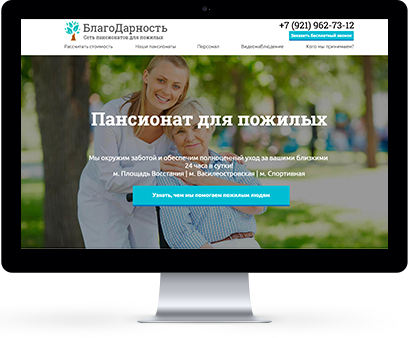 БлагоДарность
Сеть пансионатов для пожилых
+7 (921) 962-73-12
Заказать бесплатный звонок
Рассчитать стоимость Наши пансионаты Персонал Видеонаблюдение Кого мы принимаем?
Пансионат для пожилых
Мы окружим заботой и обеспечим полноценный уход за вашими близкими
24 часа в сутки!
м. Площадь Восстания | м. Василеостровская | м. Спортивная
Узнать, чем мы помогаем пожилым людям